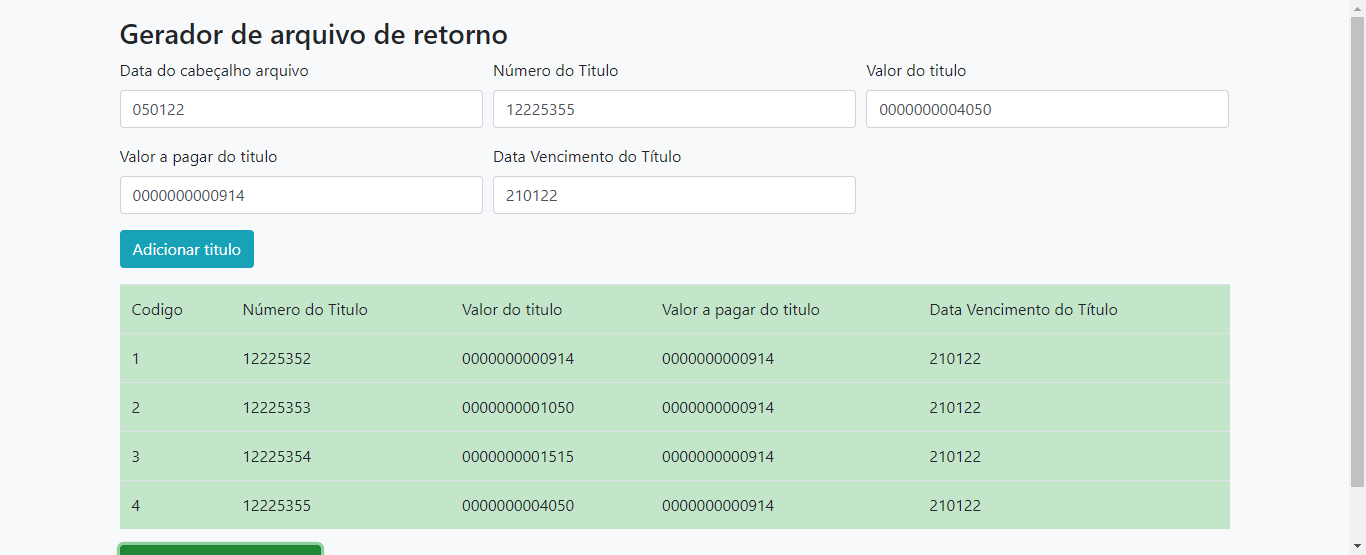 Gerador de arquivo de retorno
Data do cabeçalho arquivo Número do Titulo Valor do titulo
050122 12225355 0000000004050
Valor a pagar do titulo Data Vencimento do Título
0000000000914 210122
Adicionar titulo
Codigo Número do Titulo Valor do titulo Valor a pagar do titulo Data Vencimento do Título
1 12225352 0000000000914 0000000000914 210122
2 12225353 0000000001050 0000000000914 210122
3 12225354 0000000001515 0000000000914 210122
4 12225355 0000000004050 0000000000914 210122